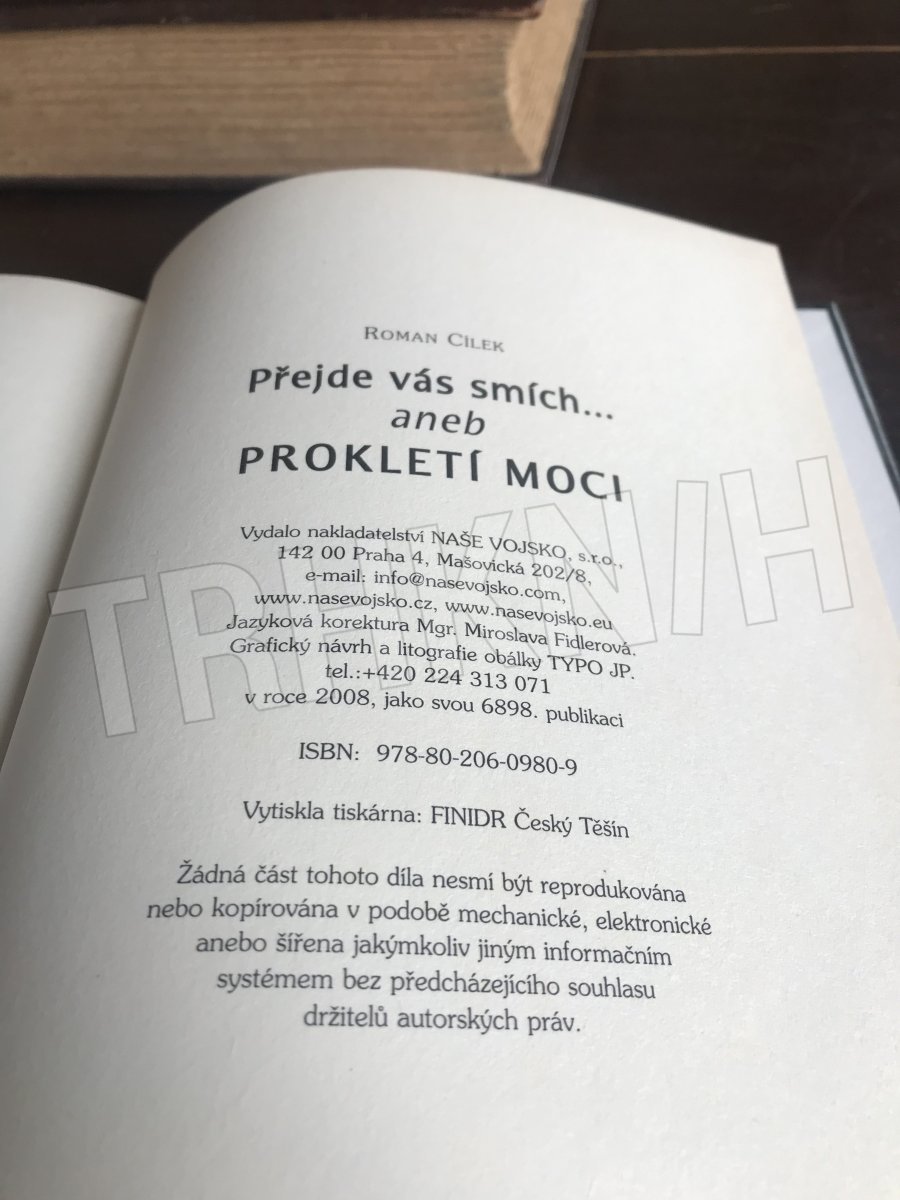 ROMAN CÍLEK
Přejde vás smích...
aneb
PROKLETÍ MOCI
Vydalo nakladatelství NAŠE VOJSKO, s.r.o.,
142 00 Praha 4, Mašovická 202/8,
e-mail: info@nasevojsko.com,
www.nasevojsko.cz, www.nasevojsko.eu
Jazyková korektura Mgr. Miroslava Fidlerová.
Grafický návrh a litografie obálky TYPO JP.
tel.:+420 224 313 071
v roce 2008, jako svou 6898. publikaci
ISBN: 978-80-206-0980-9
Vytiskla tiskárna: FINIDR Český Těšín
Žádná část tohoto díla nesmí být reprodukována
nebo kopírována v podobě mechanické, elektronické
anebo šířena jakýmkoliv jiným informačním
systémem bez předcházejícího souhlasu
držitelů autorských práv.
TRHKNIH